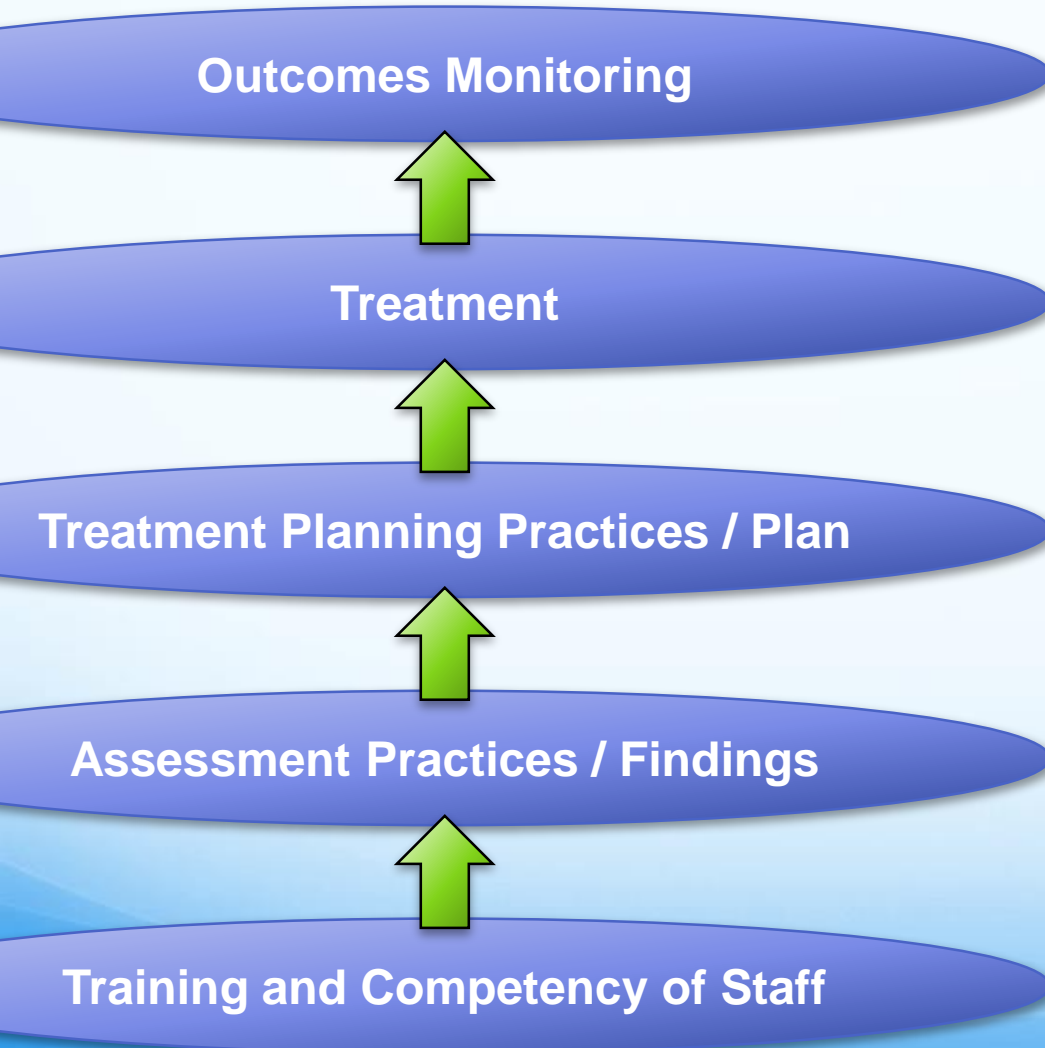 Outcomes Monitoring
Treatment
Treatment Planning Practices / Plan
Assessment Practices / Findings
Training and Competency of Staff